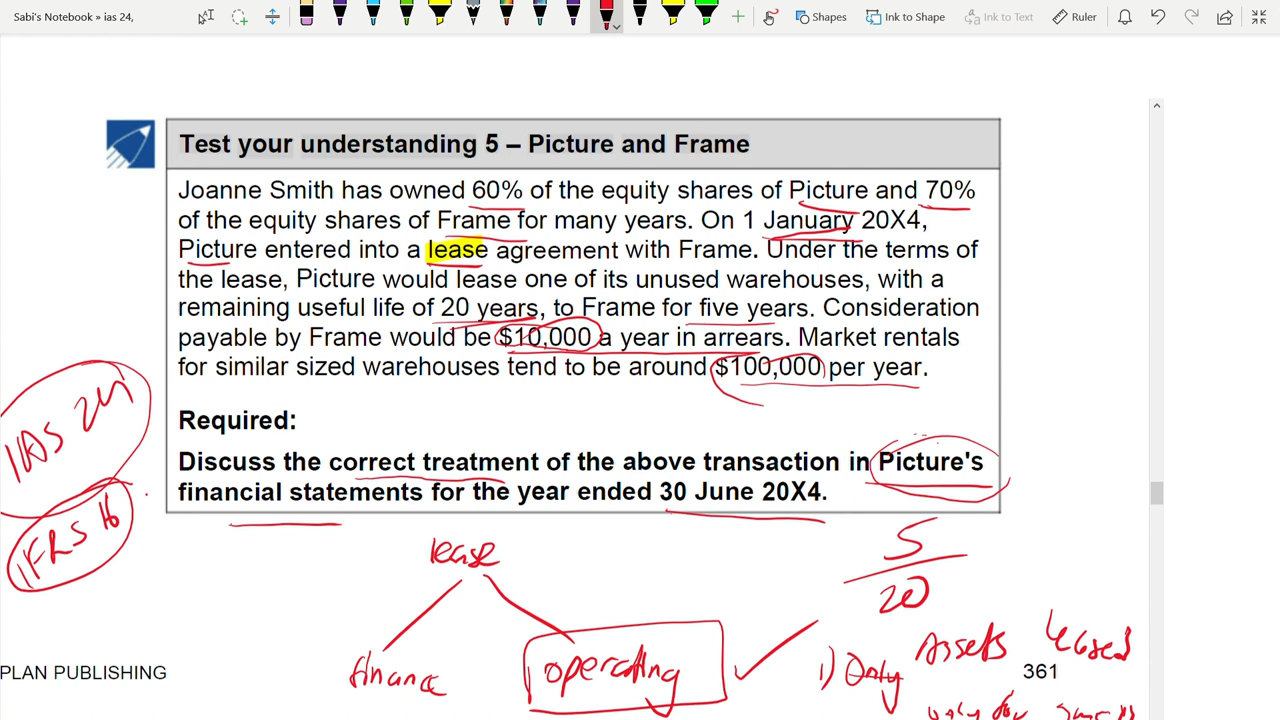 Sabi's Notebook » ias 24,
Shapes
Ink to Shape
Ink to Text
Ruler
Test your understanding 5 – Picture and Frame
Joanne Smith has owned 60% of the equity shares of Picture and 70%
of the equity shares of Frame for many years. On 1 January 20X4,
Picture entered into a lease agreement with Frame. Under the terms of
the lease, Picture would lease one of its unused warehouses, with a
remaining useful life of 20 years, to Frame for five years. Consideration
payable by Frame would be $10,000 a year in arrears. Market rentals
for similar sized warehouses tend to be around $100,000 per year.
IAS 24
Required:
Discuss the correct treatment of the above transaction in Picture's
financial statements for the year ended 30 June 20X4.
IFRS 16
lease
5
20
finance
operating
1) Only
Assets leased
only for
PLAN PUBLISHING
361